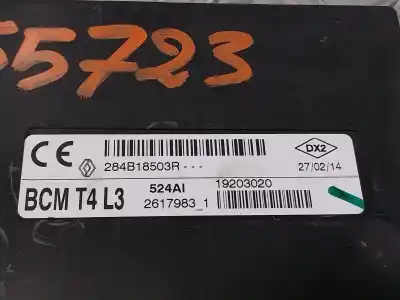 55723
CE
284B18503R---
DX2
27/02/14
BCM T4 L3
524AI
19203020
2617983_1